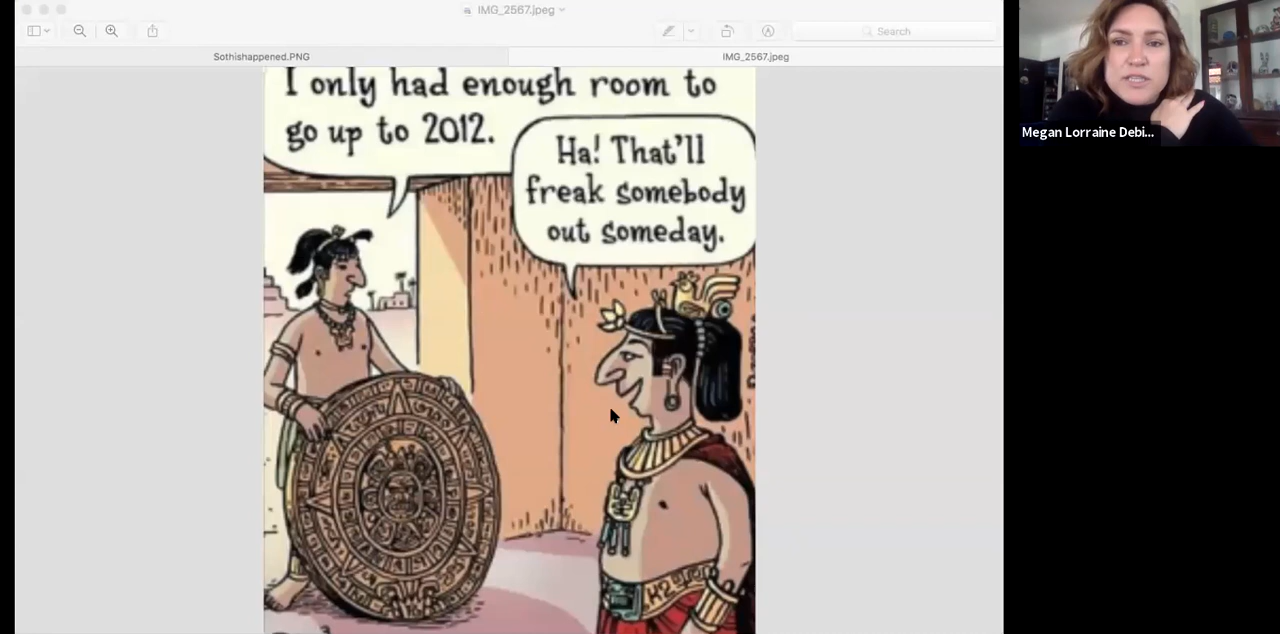 IMG_2567.jpeg
Search
Sothishappened.PNG
IMG_2567.jpeg
I only had enough room to
go up to 2012.
Ha! That'll
freak somebody
out someday.
Megan Lorraine Debi...